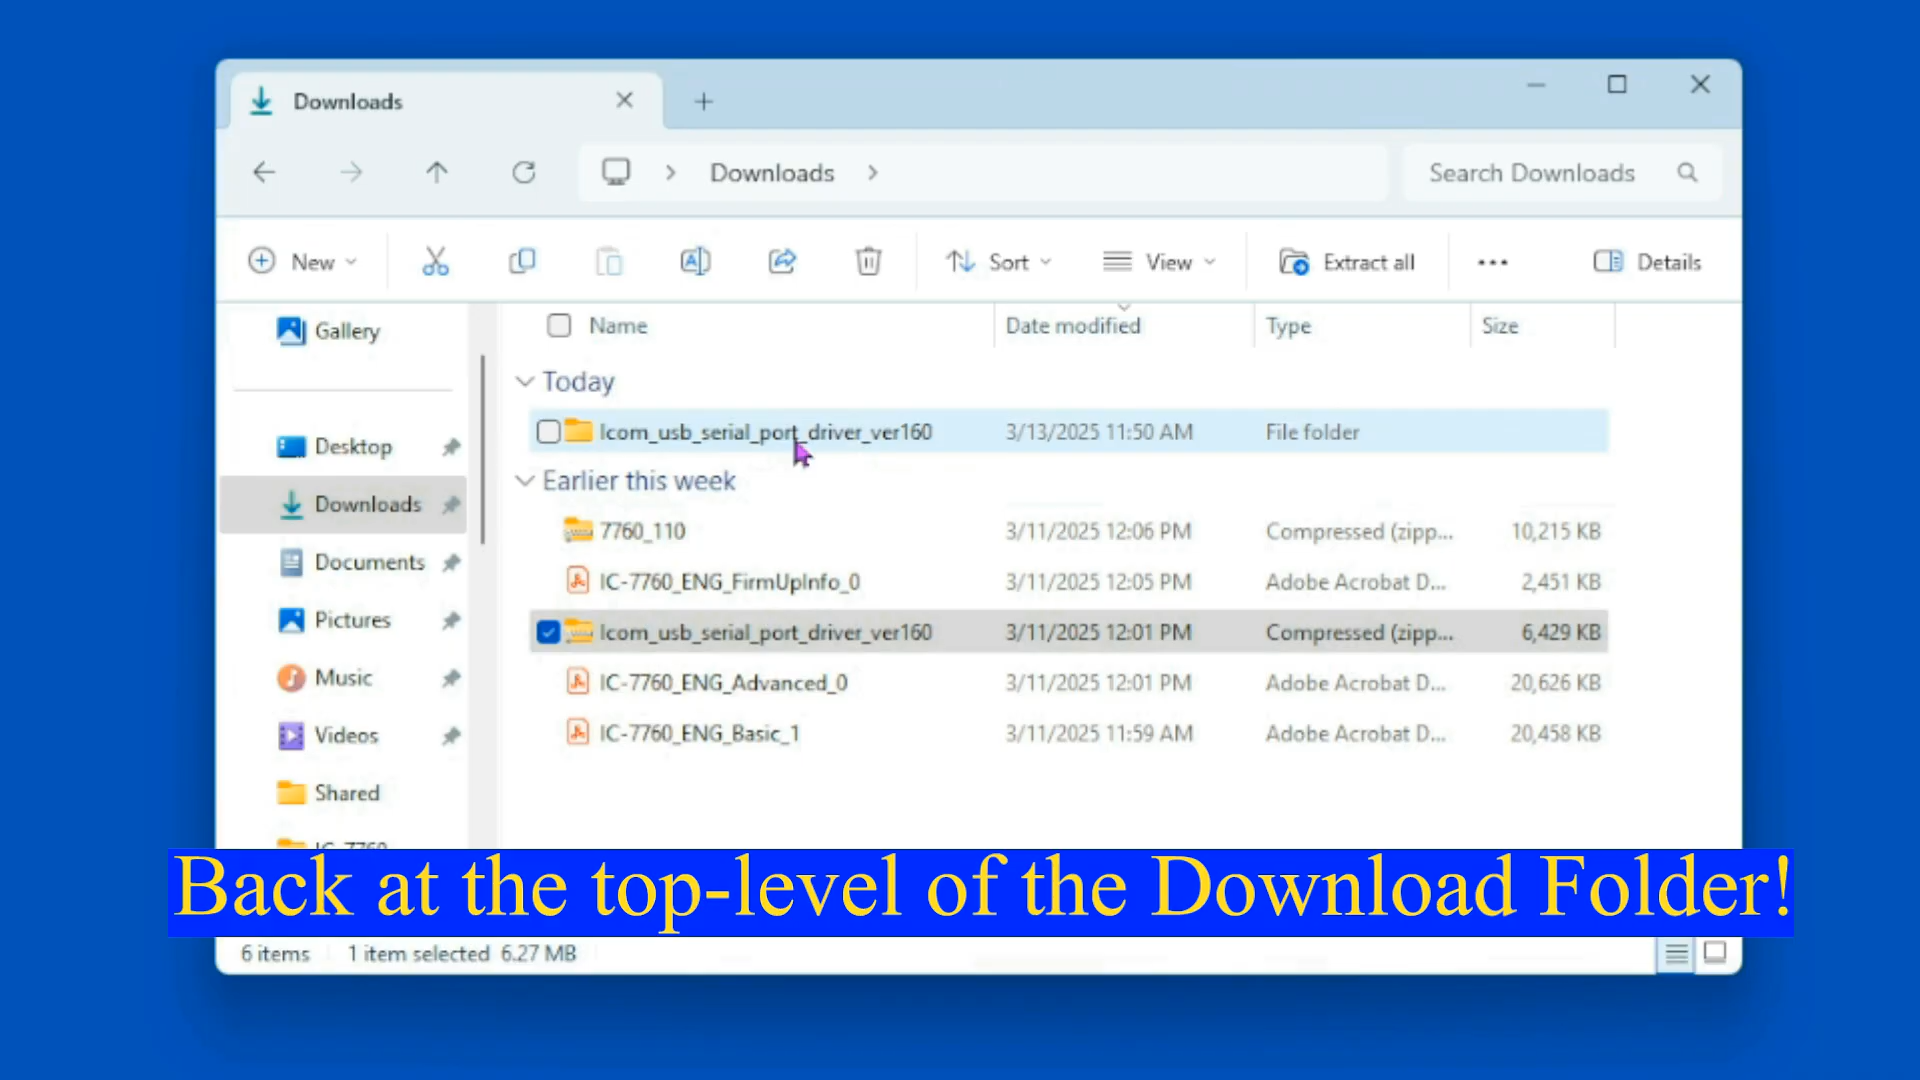 Downloads
Downloads
Search Downloads
New
Sort
View
Extract all
Details
Gallery
Desktop
Downloads
Documents
Pictures
Music
Videos
Shared
IC-7760
Name Date modified Type Size
Today
Icom_usb_serial_port_driver_ver160 3/13/2025 11:50 AM File folder
Earlier this week
7760_110 3/11/2025 12:06 PM Compressed (zipp... 10,215 KB
IC-7760_ENG_FirmUpInfo_0 3/11/2025 12:05 PM Adobe Acrobat D... 2,451 KB
Icom_usb_serial_port_driver_ver160 3/11/2025 12:01 PM Compressed (zipp... 6,429 KB
IC-7760_ENG_Advanced_0 3/11/2025 12:01 PM Adobe Acrobat D... 20,626 KB
IC-7760_ENG_Basic_1 3/11/2025 11:59 AM Adobe Acrobat D... 20,458 KB
Back at the top-level of the Download Folder!
6 items 1 item selected 6.27 MB